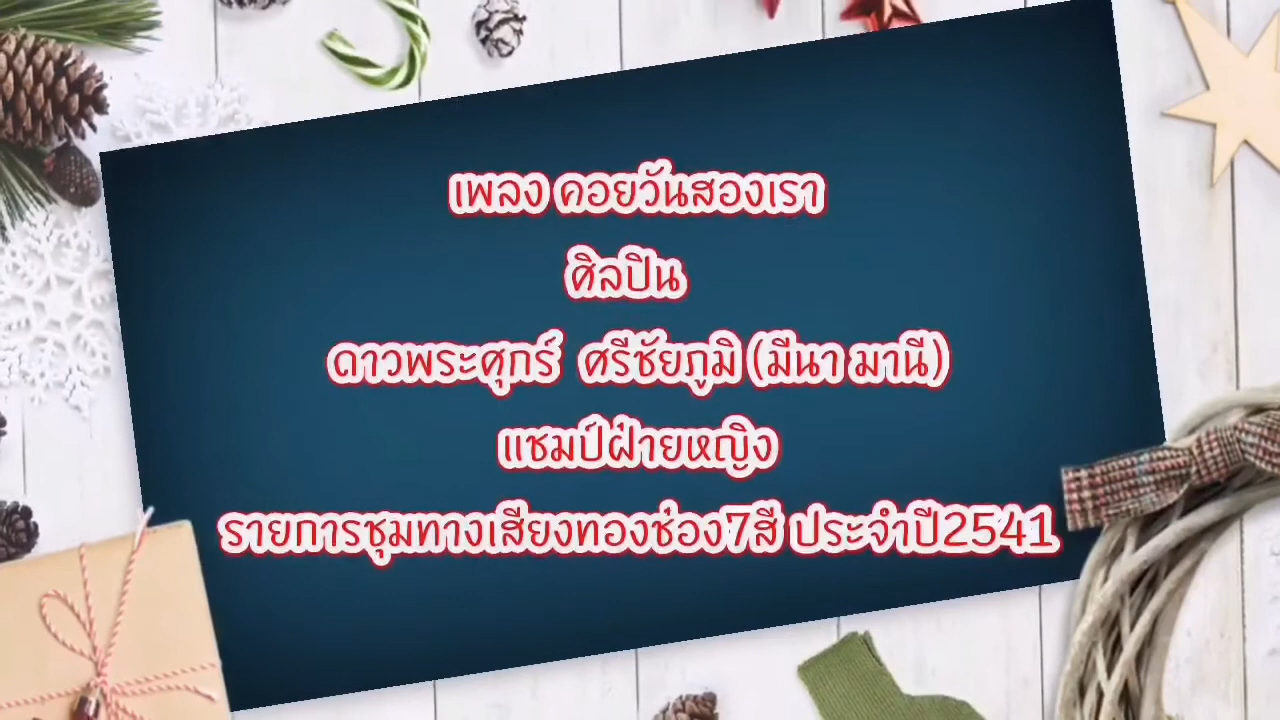 เพลง คอยวันสองเรา
ศิลปิน
ดาวพระศุกร์ ศรีชัยภูมิ (มีนา มานี)
แชมป์ฝ่ายหญิง
รายการชุมทางเสียงทองช่อง7สี ประจำปี2541